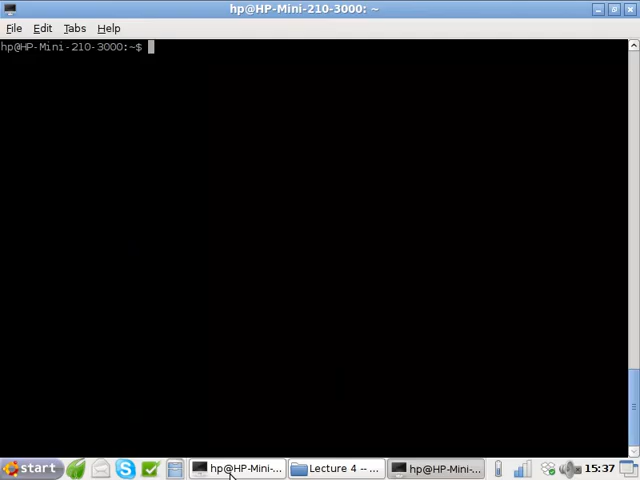 hp@HP-Mini-210-3000: ~
File Edit Tabs Help
hp@HP-Mini-210-3000:~$
start hp@HP-Mini-... Lecture 4 -- ... hp@HP-Mini-... 15:37